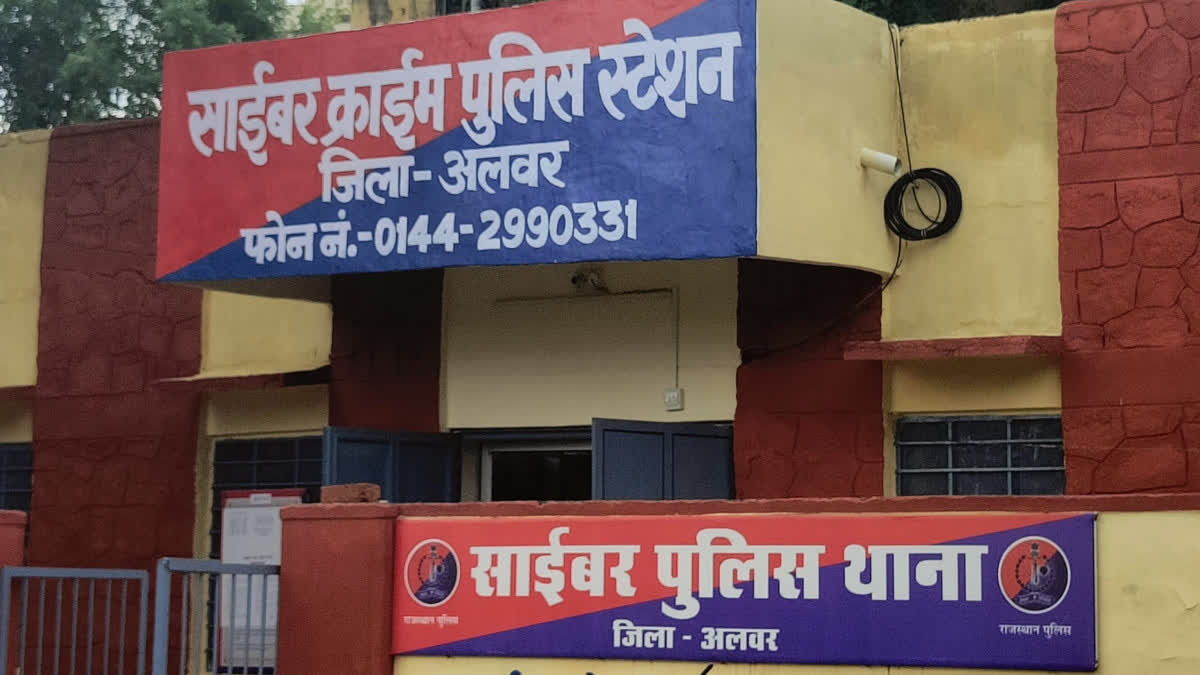 साईबर क्राईम पुलिस स्टेशन
जिला-अलवर
फोन नं.-0144-2990331
साईबर पुलिस थाना
जिला - अलवर
राजस्थान पुलिस
राजस्थान पुलिस